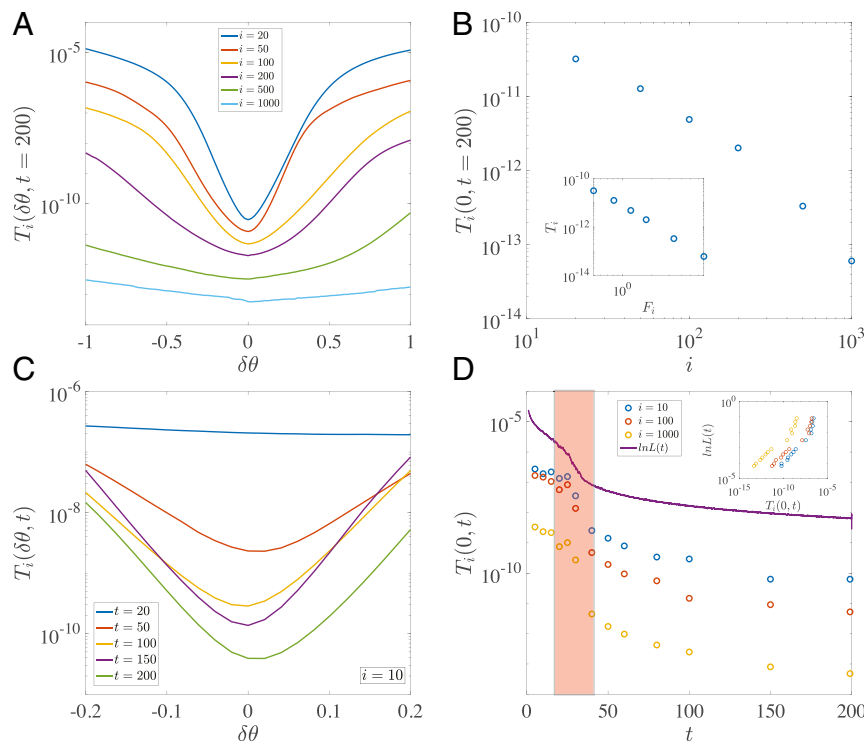 A
T_i(δθ, t = 200)
10^-5
10^-10
-1 -0.5 0 0.5 1
δθ
i = 20
i = 50
i = 100
i = 200
i = 500
i = 1000
B
T_i(0, t = 200)
10^-10
10^-11
10^-12
10^-13
10^-14
10^1 10^2 10^3
i
T_i
10^-10
10^-12
10^-14
10^0
F_i
C
T_i(δθ, t)
10^-6
10^-8
10^-10
-0.2 -0.1 0 0.1 0.2
δθ
t = 20
t = 50
t = 100
t = 150
t = 200
i = 10
D
T_i(0, t)
10^-5
10^-10
0 50 100 150 200
t
i = 10
i = 100
i = 1000
lnL(t)
lnL(t)
10^0
10^-5
10^15 10^-10 10^-5
T_i(0, t)